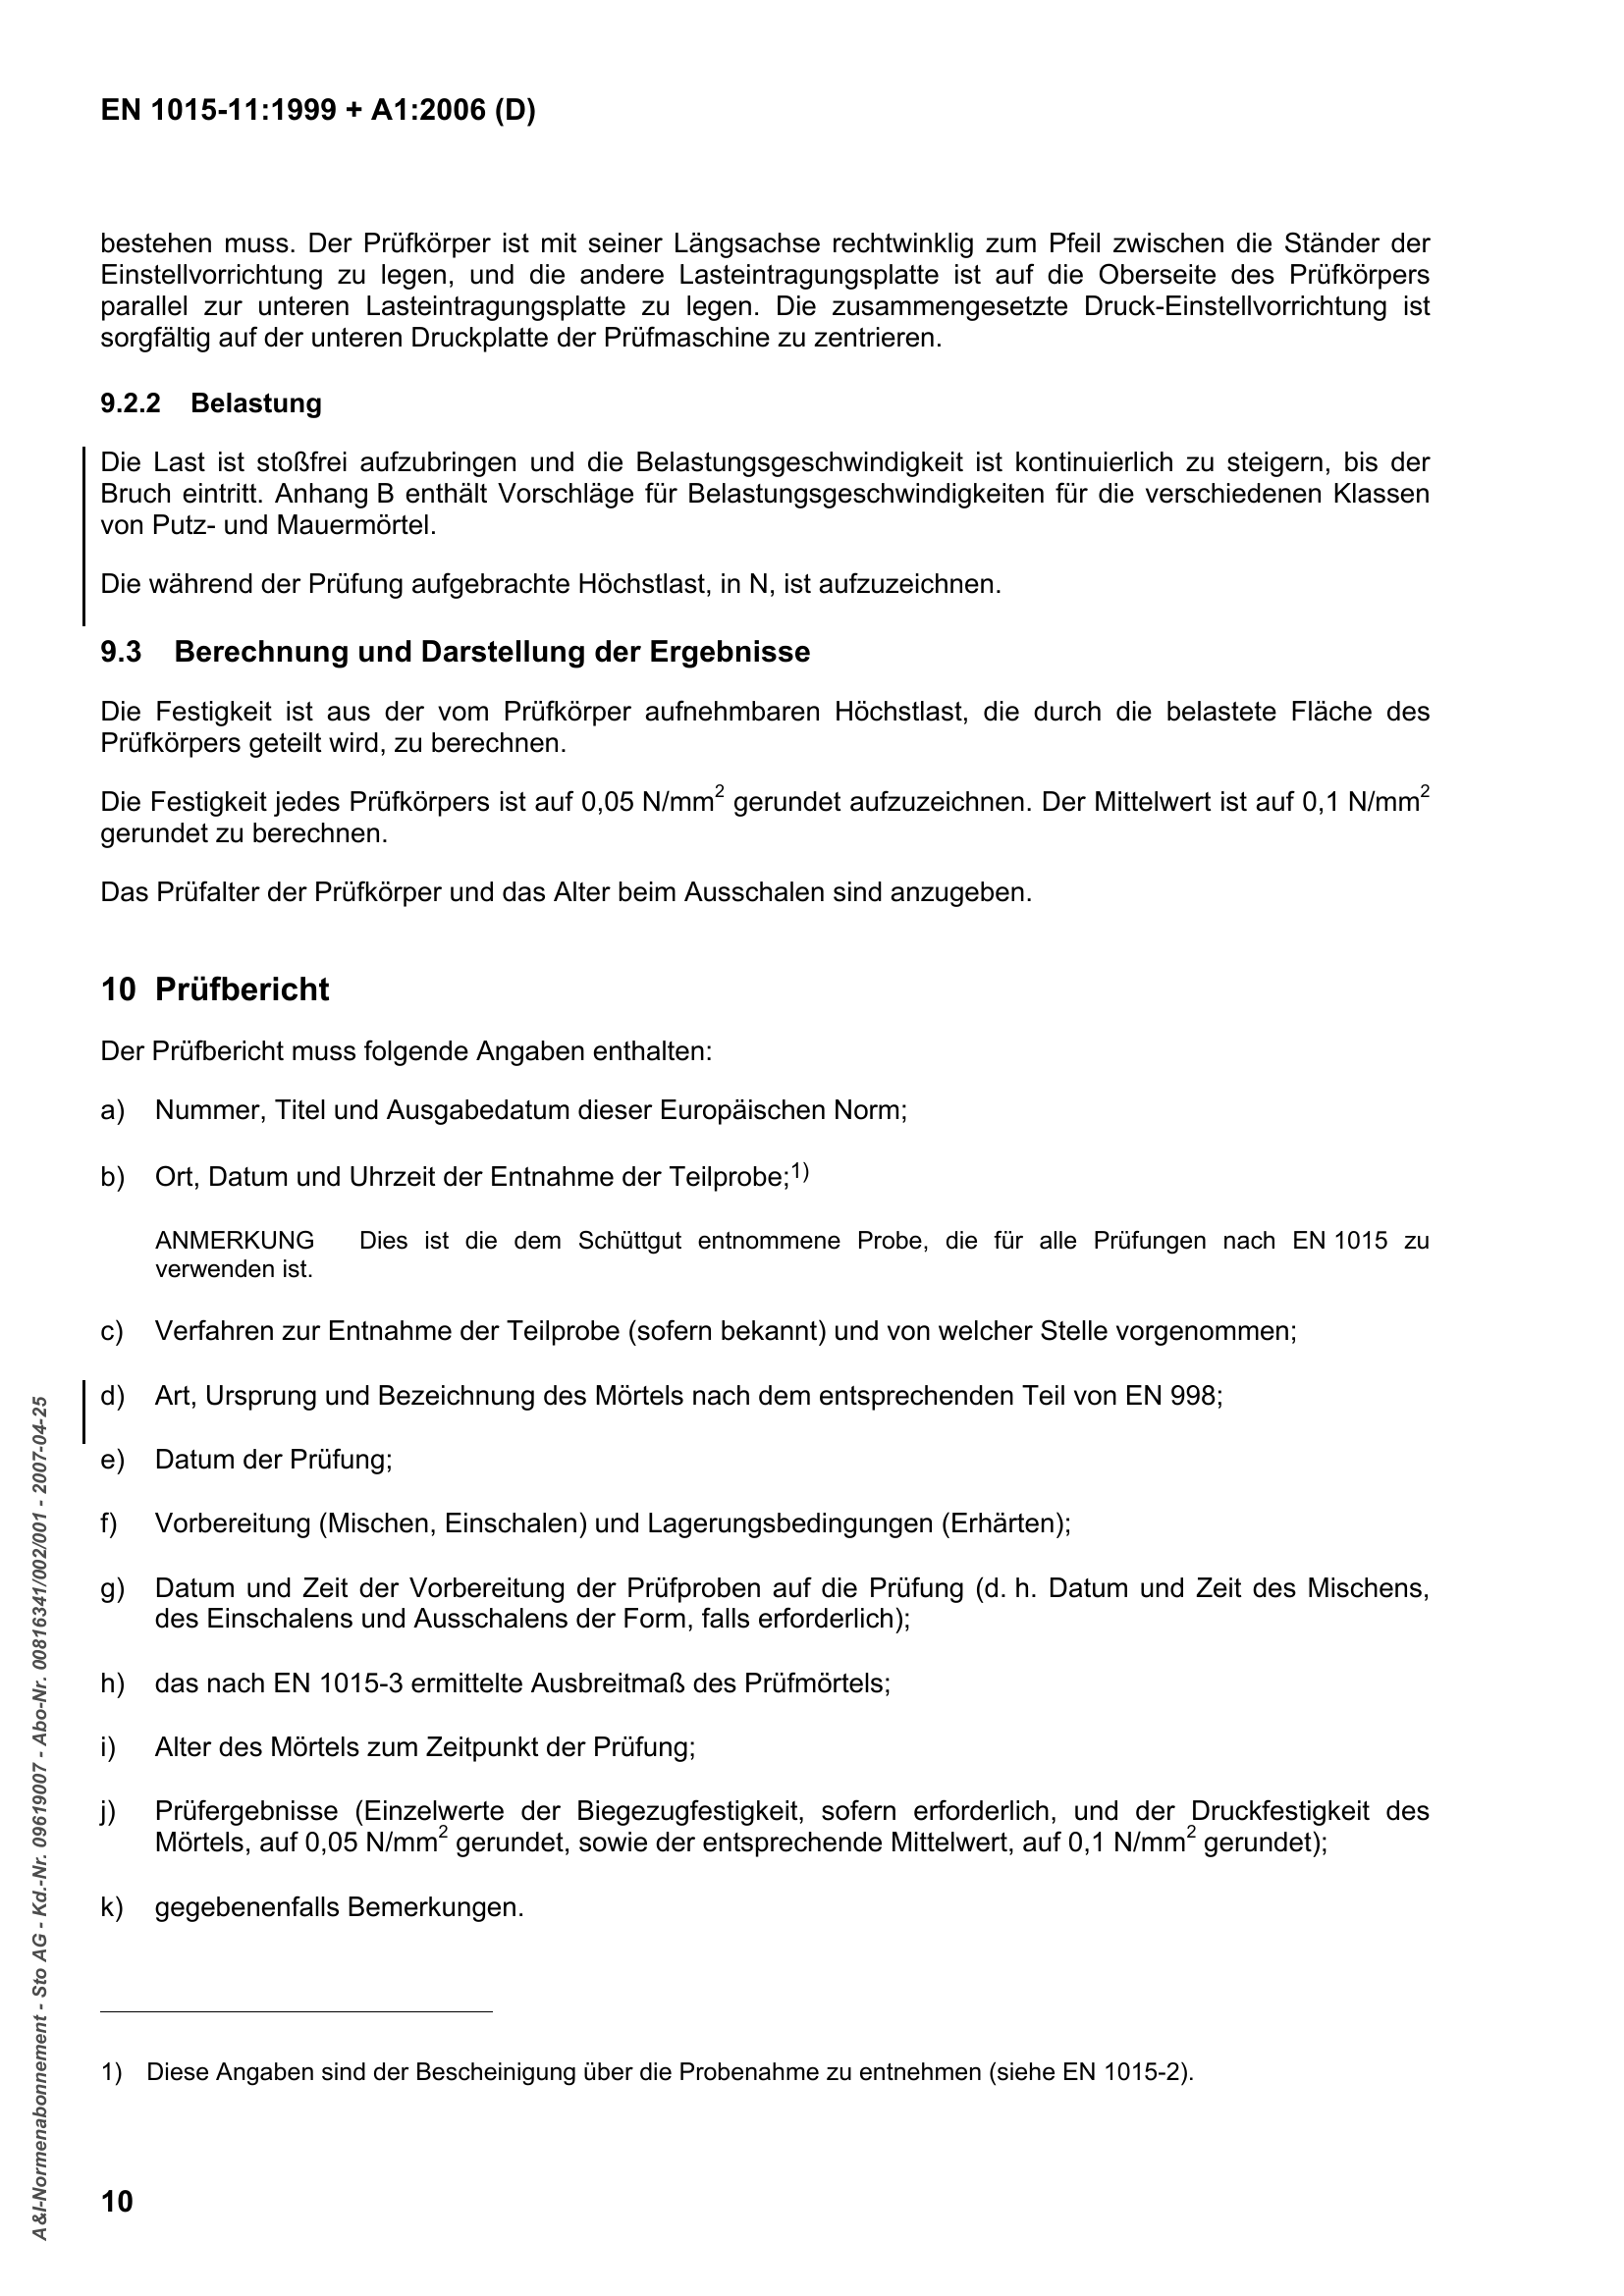 EN 1015-11:1999 + A1:2006 (D)
bestehen muss. Der Prüfkörper ist mit seiner Längsachse rechtwinklig zum Pfeil zwischen die Ständer der
Einstellvorrichtung zu legen, und die andere Lasteintragungsplatte ist auf die Oberseite des Prüfkörpers
parallel zur unteren Lasteintragungsplatte zu legen. Die zusammengesetzte Druck-Einstellvorrichtung ist
sorgfältig auf der unteren Druckplatte der Prüfmaschine zu zentrieren.
9.2.2 Belastung
Die Last ist stoßfrei aufzubringen und die Belastungsgeschwindigkeit ist kontinuierlich zu steigern, bis der
Bruch eintritt. Anhang B enthält Vorschläge für Belastungsgeschwindigkeiten für die verschiedenen Klassen
von Putz- und Mauermörtel.
Die während der Prüfung aufgebrachte Höchstlast, in N, ist aufzuzeichnen.
9.3 Berechnung und Darstellung der Ergebnisse
Die Festigkeit ist aus der vom Prüfkörper aufnehmbaren Höchstlast, die durch die belastete Fläche des
Prüfkörpers geteilt wird, zu berechnen.
Die Festigkeit jedes Prüfkörpers ist auf 0,05 N/mm² gerundet aufzuzeichnen. Der Mittelwert ist auf 0,1 N/mm²
gerundet zu berechnen.
Das Prüfalter der Prüfkörper und das Alter beim Ausschalen sind anzugeben.
10 Prüfbericht
Der Prüfbericht muss folgende Angaben enthalten:
a) Nummer, Titel und Ausgabedatum dieser Europäischen Norm;
b) Ort, Datum und Uhrzeit der Entnahme der Teilprobe;1)
ANMERKUNG Dies ist die dem Schüttgut entnommene Probe, die für alle Prüfungen nach EN 1015 zu
verwenden ist.
c) Verfahren zur Entnahme der Teilprobe (sofern bekannt) und von welcher Stelle vorgenommen;
d) Art, Ursprung und Bezeichnung des Mörtels nach dem entsprechenden Teil von EN 998;
e) Datum der Prüfung;
f) Vorbereitung (Mischen, Einschalen) und Lagerungsbedingungen (Erhärten);
g) Datum und Zeit der Vorbereitung der Prüfproben auf die Prüfung (d. h. Datum und Zeit des Mischens,
des Einschalens und Ausschalens der Form, falls erforderlich);
h) das nach EN 1015-3 ermittelte Ausbreitmaß des Prüfmörtels;
i) Alter des Mörtels zum Zeitpunkt der Prüfung;
j) Prüfergebnisse (Einzelwerte der Biegezugfestigkeit, sofern erforderlich, und der Druckfestigkeit des
Mörtels, auf 0,05 N/mm² gerundet, sowie der entsprechende Mittelwert, auf 0,1 N/mm² gerundet);
k) gegebenenfalls Bemerkungen.
1) Diese Angaben sind der Bescheinigung über die Probenahme zu entnehmen (siehe EN 1015-2).
10
A&I-Normenabonnement - Sto AG - Kd.-Nr. 09619007 - Abo-Nr. 00816341/002/001 - 2007-04-25